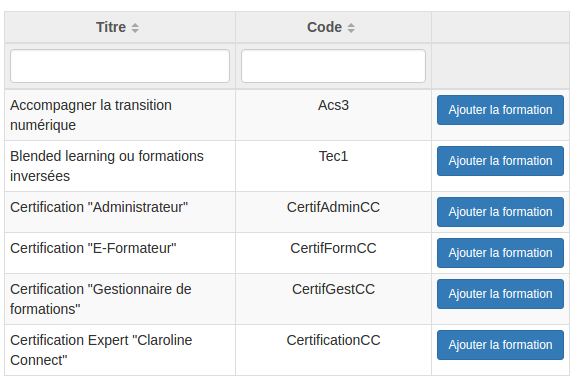 Titre Code
Accompagner la transition numérique Acs3 Ajouter la formation
Blended learning ou formations inversées Tec1 Ajouter la formation
Certification "Administrateur" CertifAdminCC Ajouter la formation
Certification "E-Formateur" CertifFormCC Ajouter la formation
Certification "Gestionnaire de formations" CertifGestCC Ajouter la formation
Certification Expert "Claroline Connect" CertificationCC Ajouter la formation